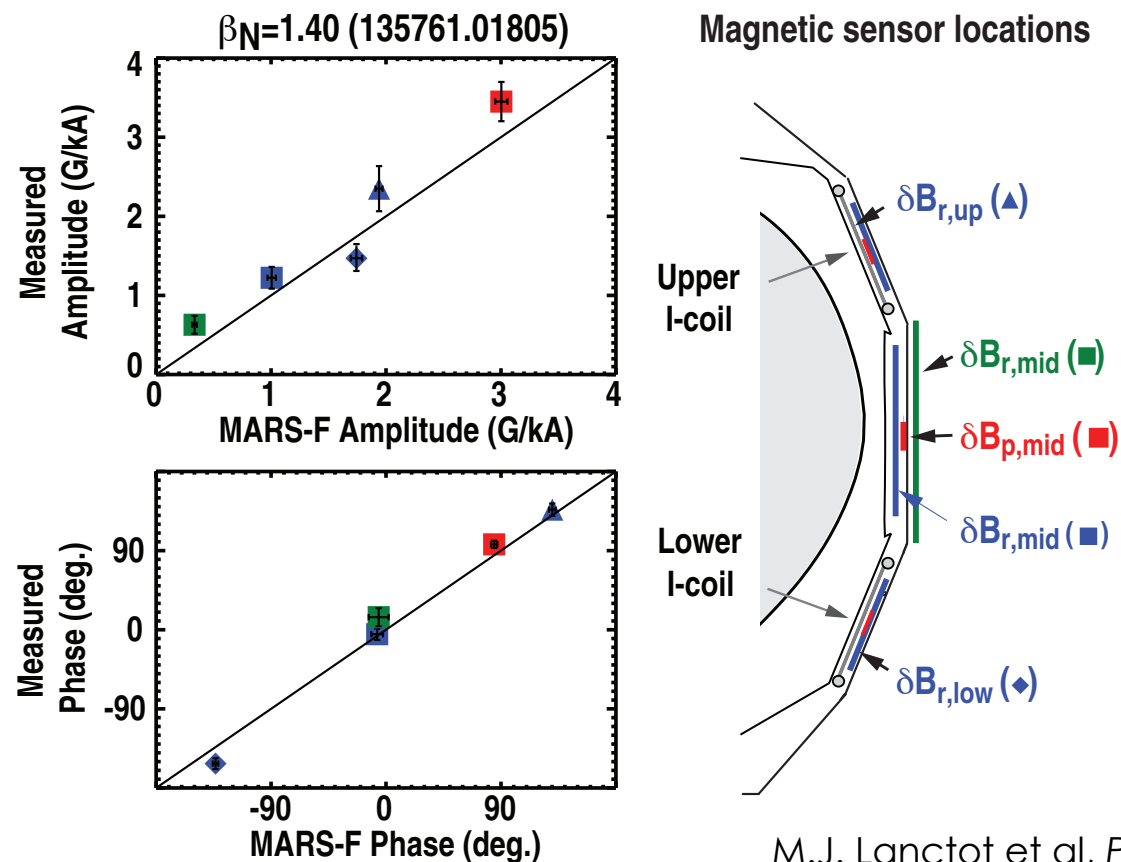 βN=1.40 (135761.01805)
Measured
Amplitude (G/kA)
4
3
2
1
0
0 1 2 3 4
MARS-F Amplitude (G/kA)
Measured
Phase (deg.)
90
0
-90
-90 0 90
MARS-F Phase (deg.)
Magnetic sensor locations
δBr,up (▲)
Upper
I-coil
δBr,mid (■)
δBp,mid (■)
δBr,mid (■)
Lower
I-coil
δBr,low (◆)
M.J. Lanctot et al, P